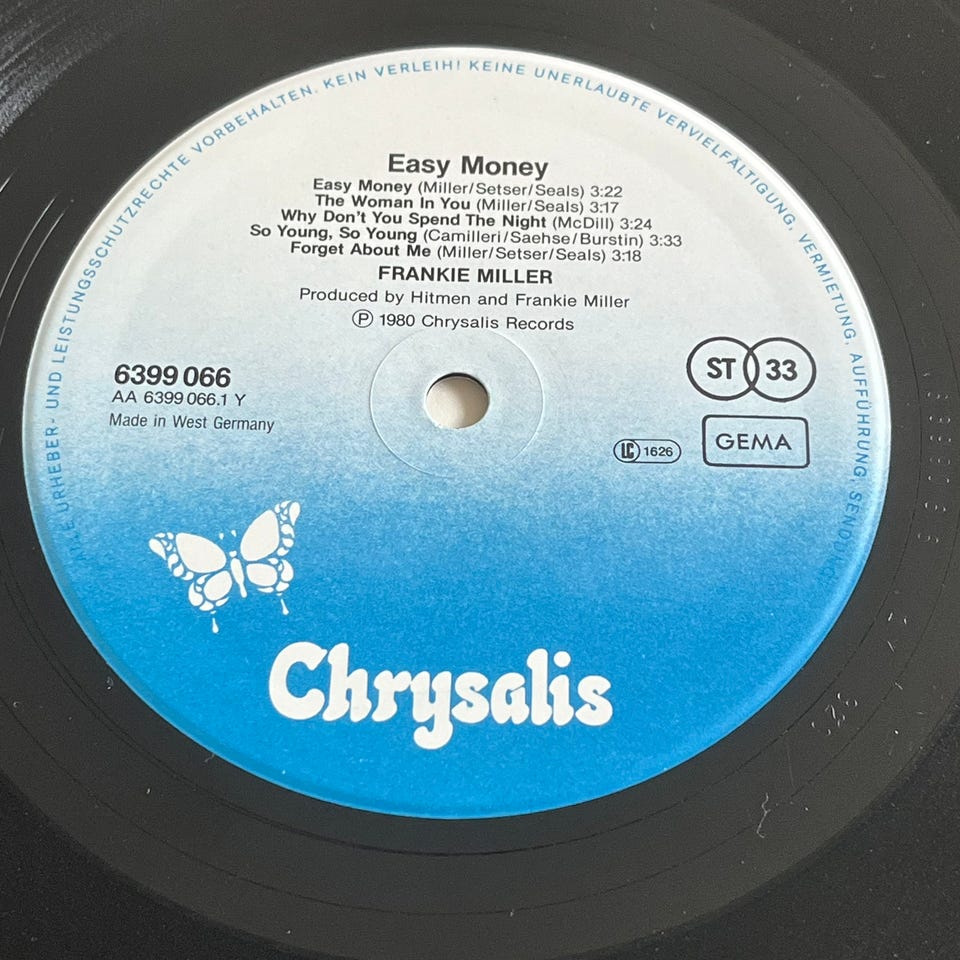 ALLE URHEBER- UND LEISTUNGSSCHUTZRECHTE VORBEHALTEN. KEIN VERLEIH! KEINE UNERLAUBTE VERVIELFÄLTIGUNG, VERMIETUNG, AUFFÜHRUNG, SENDUNG!
Easy Money
Easy Money (Miller/Setser/Seals) 3:22
The Woman In You (Miller/Seals) 3:17
Why Don't You Spend The Night (McDill) 3:24
So Young, So Young (Camilleri/Saehse/Burstin) 3:33
Forget About Me (Miller/Setser/Seals) 3:18
FRANKIE MILLER
Produced by Hitmen and Frankie Miller
Ⓟ 1980 Chrysalis Records
6399 066
AA 6399 066.1 Y
Made in West Germany
ST 33
LC 1626
GEMA
Chrysalis